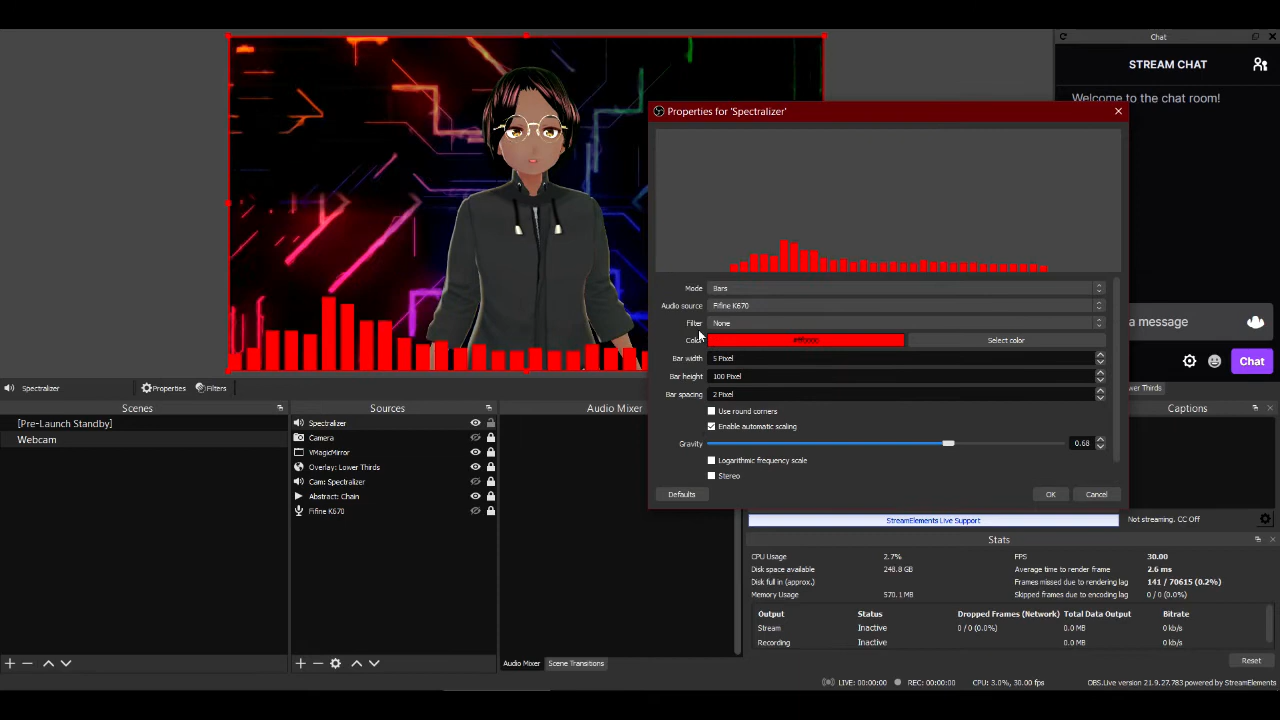 Chat
STREAM CHAT
Welcome to the chat room!
Properties for 'Spectralizer'
Mode Bars
Audio source Fifine K670
Filter None
Color Select color
Bar width 5 Pixel
Bar height 100 Pixel
Bar spacing 2 Pixel
Use round corners
Enable automatic scaling
Gravity 0.68
Logarithmic frequency scale
Stereo
Defaults OK Cancel
a message
Chat
Spectralizer Properties Filters
wer Thirds
Scenes Sources Audio Mixer Captions
[Pre-Launch Standby]
Webcam
Spectralizer
Camera
VMagicMirror
Overlay: Lower Thirds
Cam: Spectralizer
Abstract: Chain
Fifine K670
StreamElements Live Support Not streaming. CC Off
Stats
CPU Usage 2.7% FPS 30.00
Disk space available 248.8 GB Average time to render frame 2.6 ms
Disk full in (approx.) Frames missed due to rendering lag 141 / 70615 (0.2%)
Memory Usage 570.1 MB Skipped frames due to encoding lag 0 / 0 (0.0%)
Output Status Dropped Frames (Network) Total Data Output Bitrate
Stream Inactive 0 / 0 (0.0%) 0.0 MB 0 kb/s
Recording Inactive 0.0 MB 0 kb/s
Audio Mixer Scene Transitions
Reset
LIVE: 00:00:00 REC: 00:00:00 CPU: 3.0%, 30.00 fps OBS.Live version 21.9.27.783 powered by StreamElements